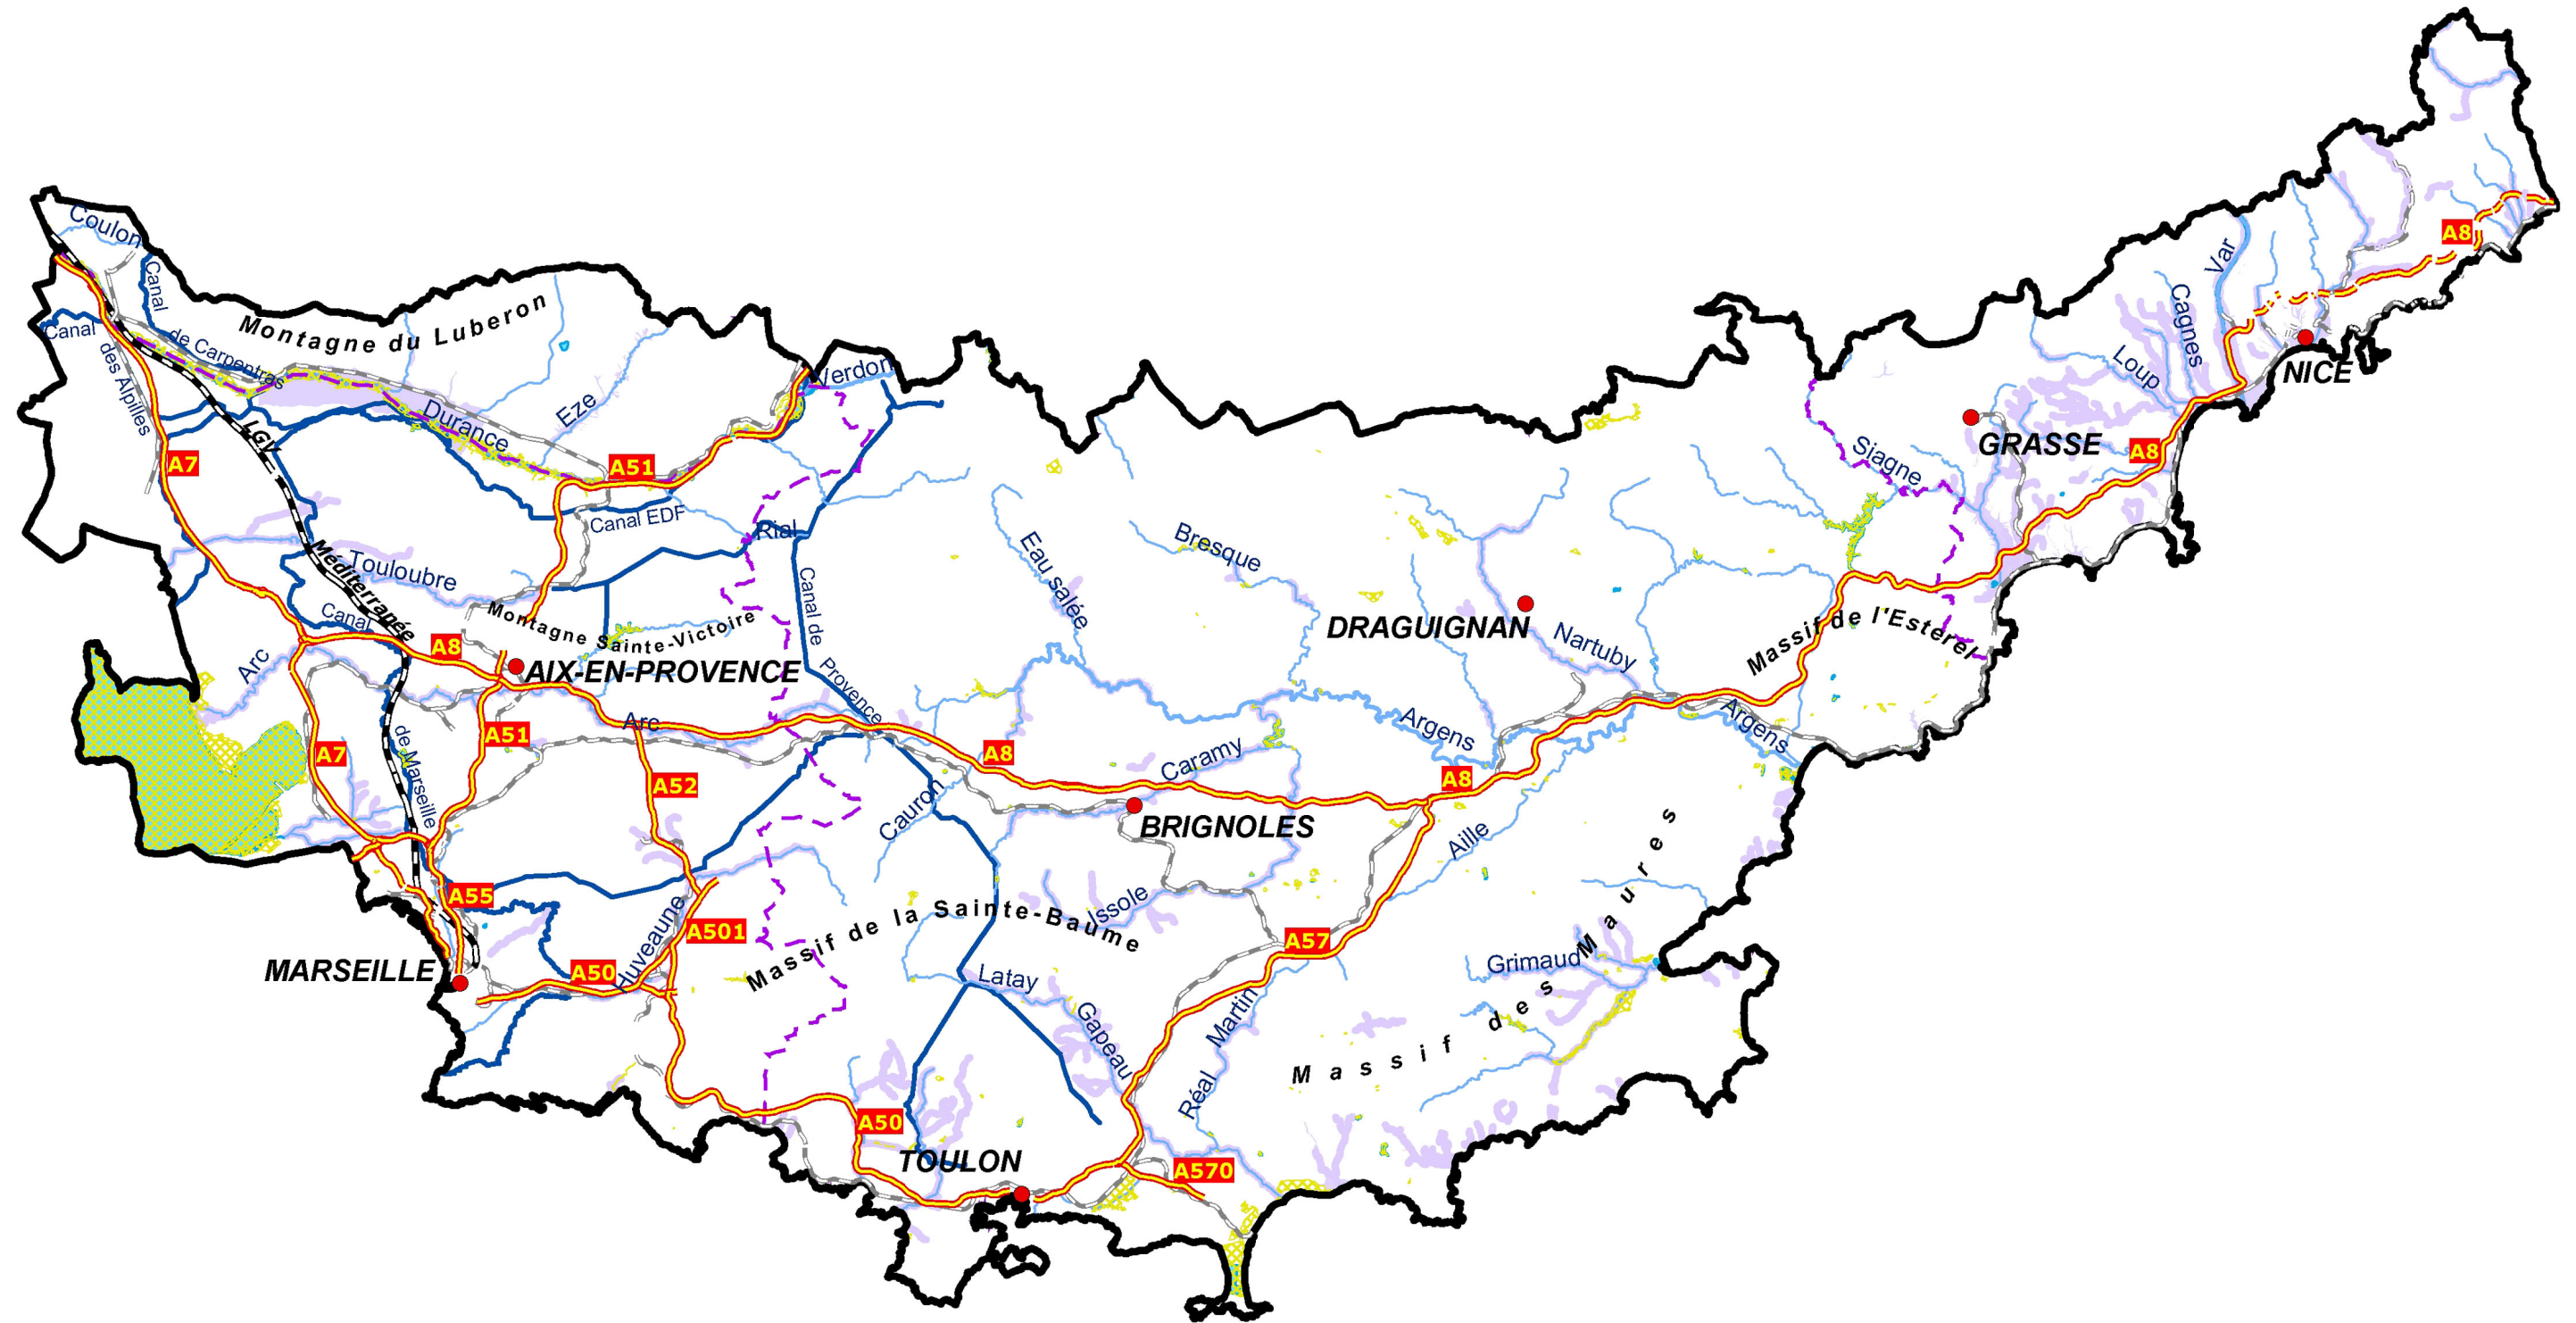 Coulon
Canal
de Carpentras
Canal
des Alpilles
Montagne du Luberon
Verdon
Durance
Eze
LGV
Méditerranée
A7
A51
Canal EDF
Rial
Touloubre
Canal
de Marseille
Montagne Sainte-Victoire
Canal de
Provence
Arc
A8
AIX-EN-PROVENCE
Arc
A7
A51
A52
A55
A501
A50
Huveaune
MARSEILLE
Eau salée
Bresque
DRAGUIGNAN
Nartuby
Argens
Argens
A8
A8
Caramy
Cauron
BRIGNOLES
Issole
Massif de la Sainte-Baume
Latay
Gapeau
A57
Aille
Réal Martin
Massif des Maures
Grimaud
A50
TOULON
A570
Massif de l'Esterel
Siagne
GRASSE
A8
Loup
Cagnes
Var
NICE
A8